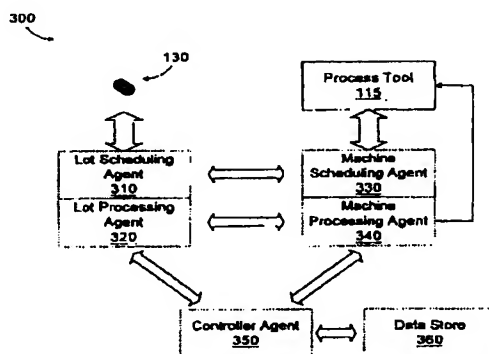 300
130
Process Tool
115
Lot Scheduling
Agent
310
Machine
Scheduling Agent
330
Lot Processing
Agent
320
Machine
Processing Agent
340
Controller Agent
350
Data Store
360